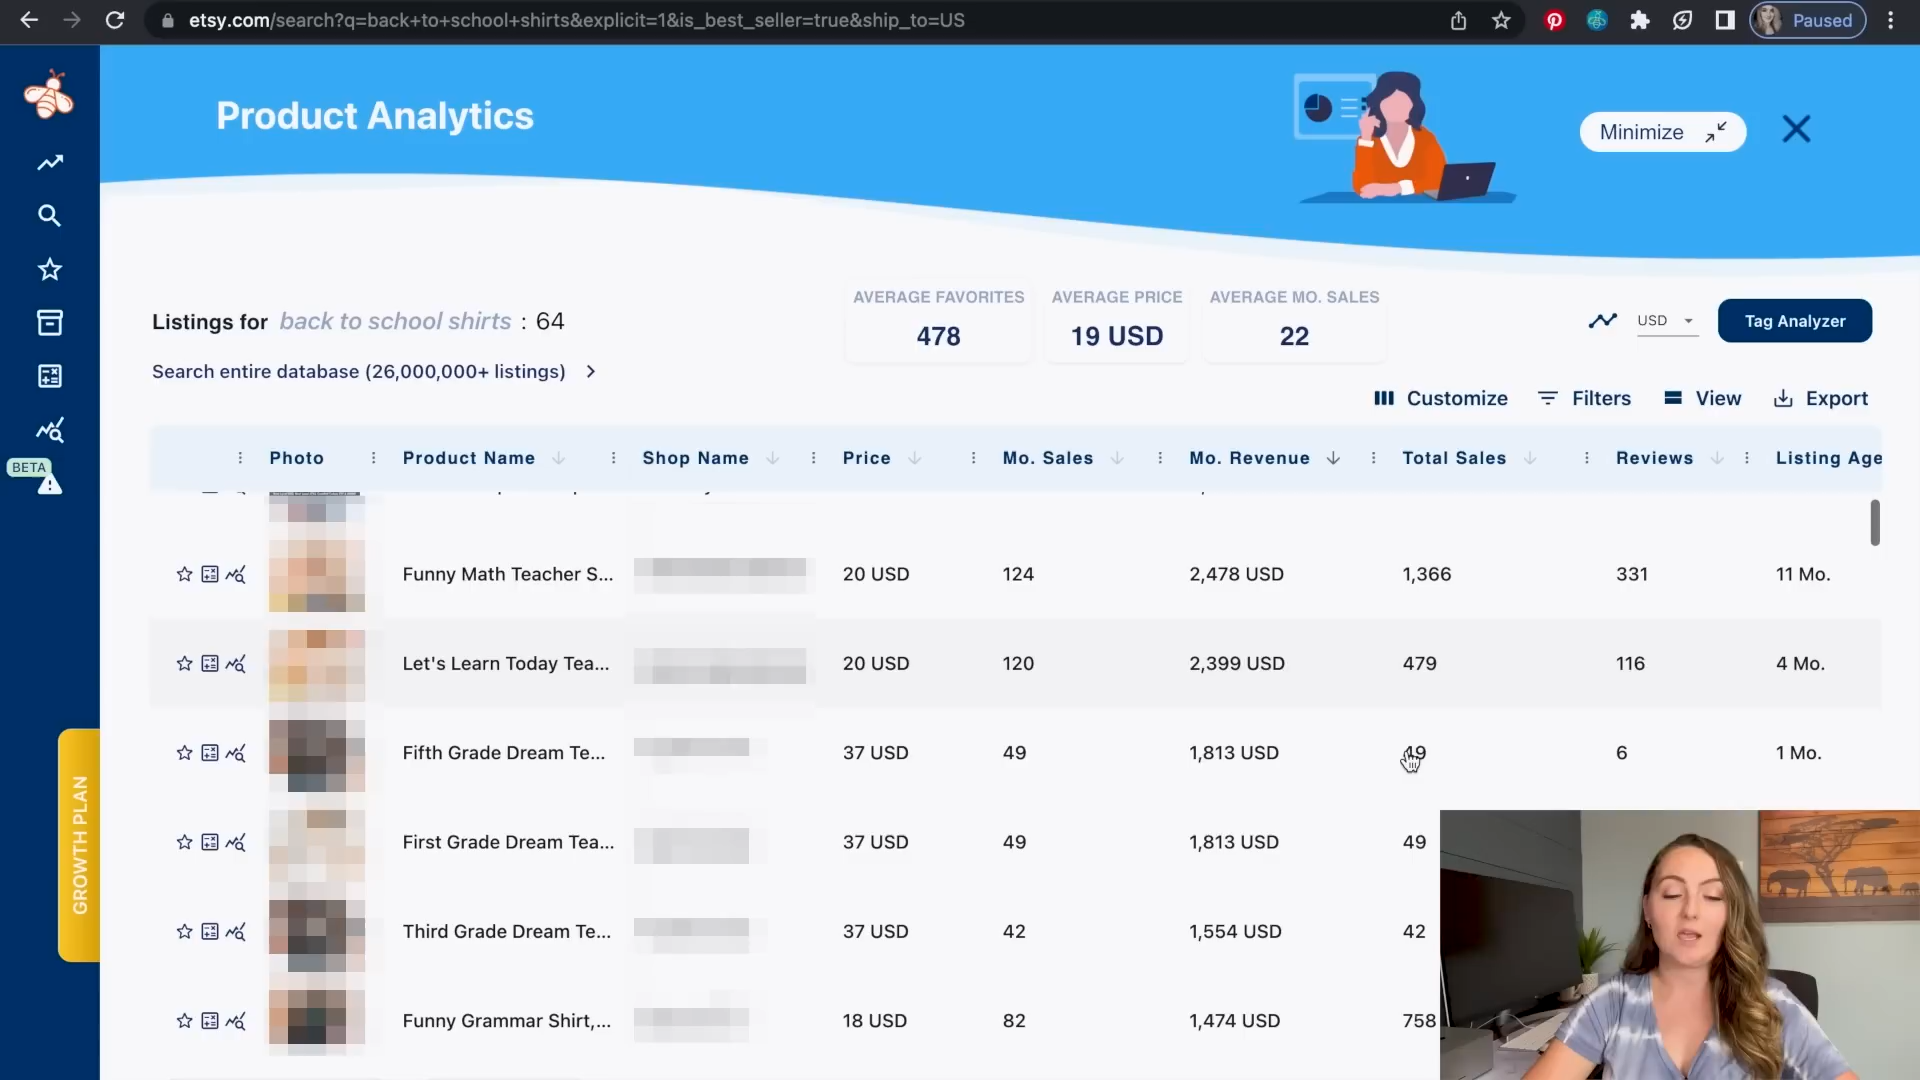 etsy.com/search?q=back+to+school+shirts&explicit=1&is_best_seller=true&ship_to=US
Paused
Product Analytics
Minimize
Listings for back to school shirts : 64
AVERAGE FAVORITES
478
AVERAGE PRICE
19 USD
AVERAGE MO. SALES
22
USD
Tag Analyzer
Search entire database (26,000,000+ listings)
Customize
Filters
View
Export
Photo Product Name Shop Name Price Mo. Sales Mo. Revenue Total Sales Reviews Listing Age
BETA
Funny Math Teacher S... 20 USD 124 2,478 USD 1,366 331 11 Mo.
Let's Learn Today Tea... 20 USD 120 2,399 USD 479 116 4 Mo.
Fifth Grade Dream Te... 37 USD 49 1,813 USD 49 6 1 Mo.
First Grade Dream Tea... 37 USD 49 1,813 USD 49
Third Grade Dream Te... 37 USD 42 1,554 USD 42
Funny Grammar Shirt,... 18 USD 82 1,474 USD 758
GROWTH PLAN